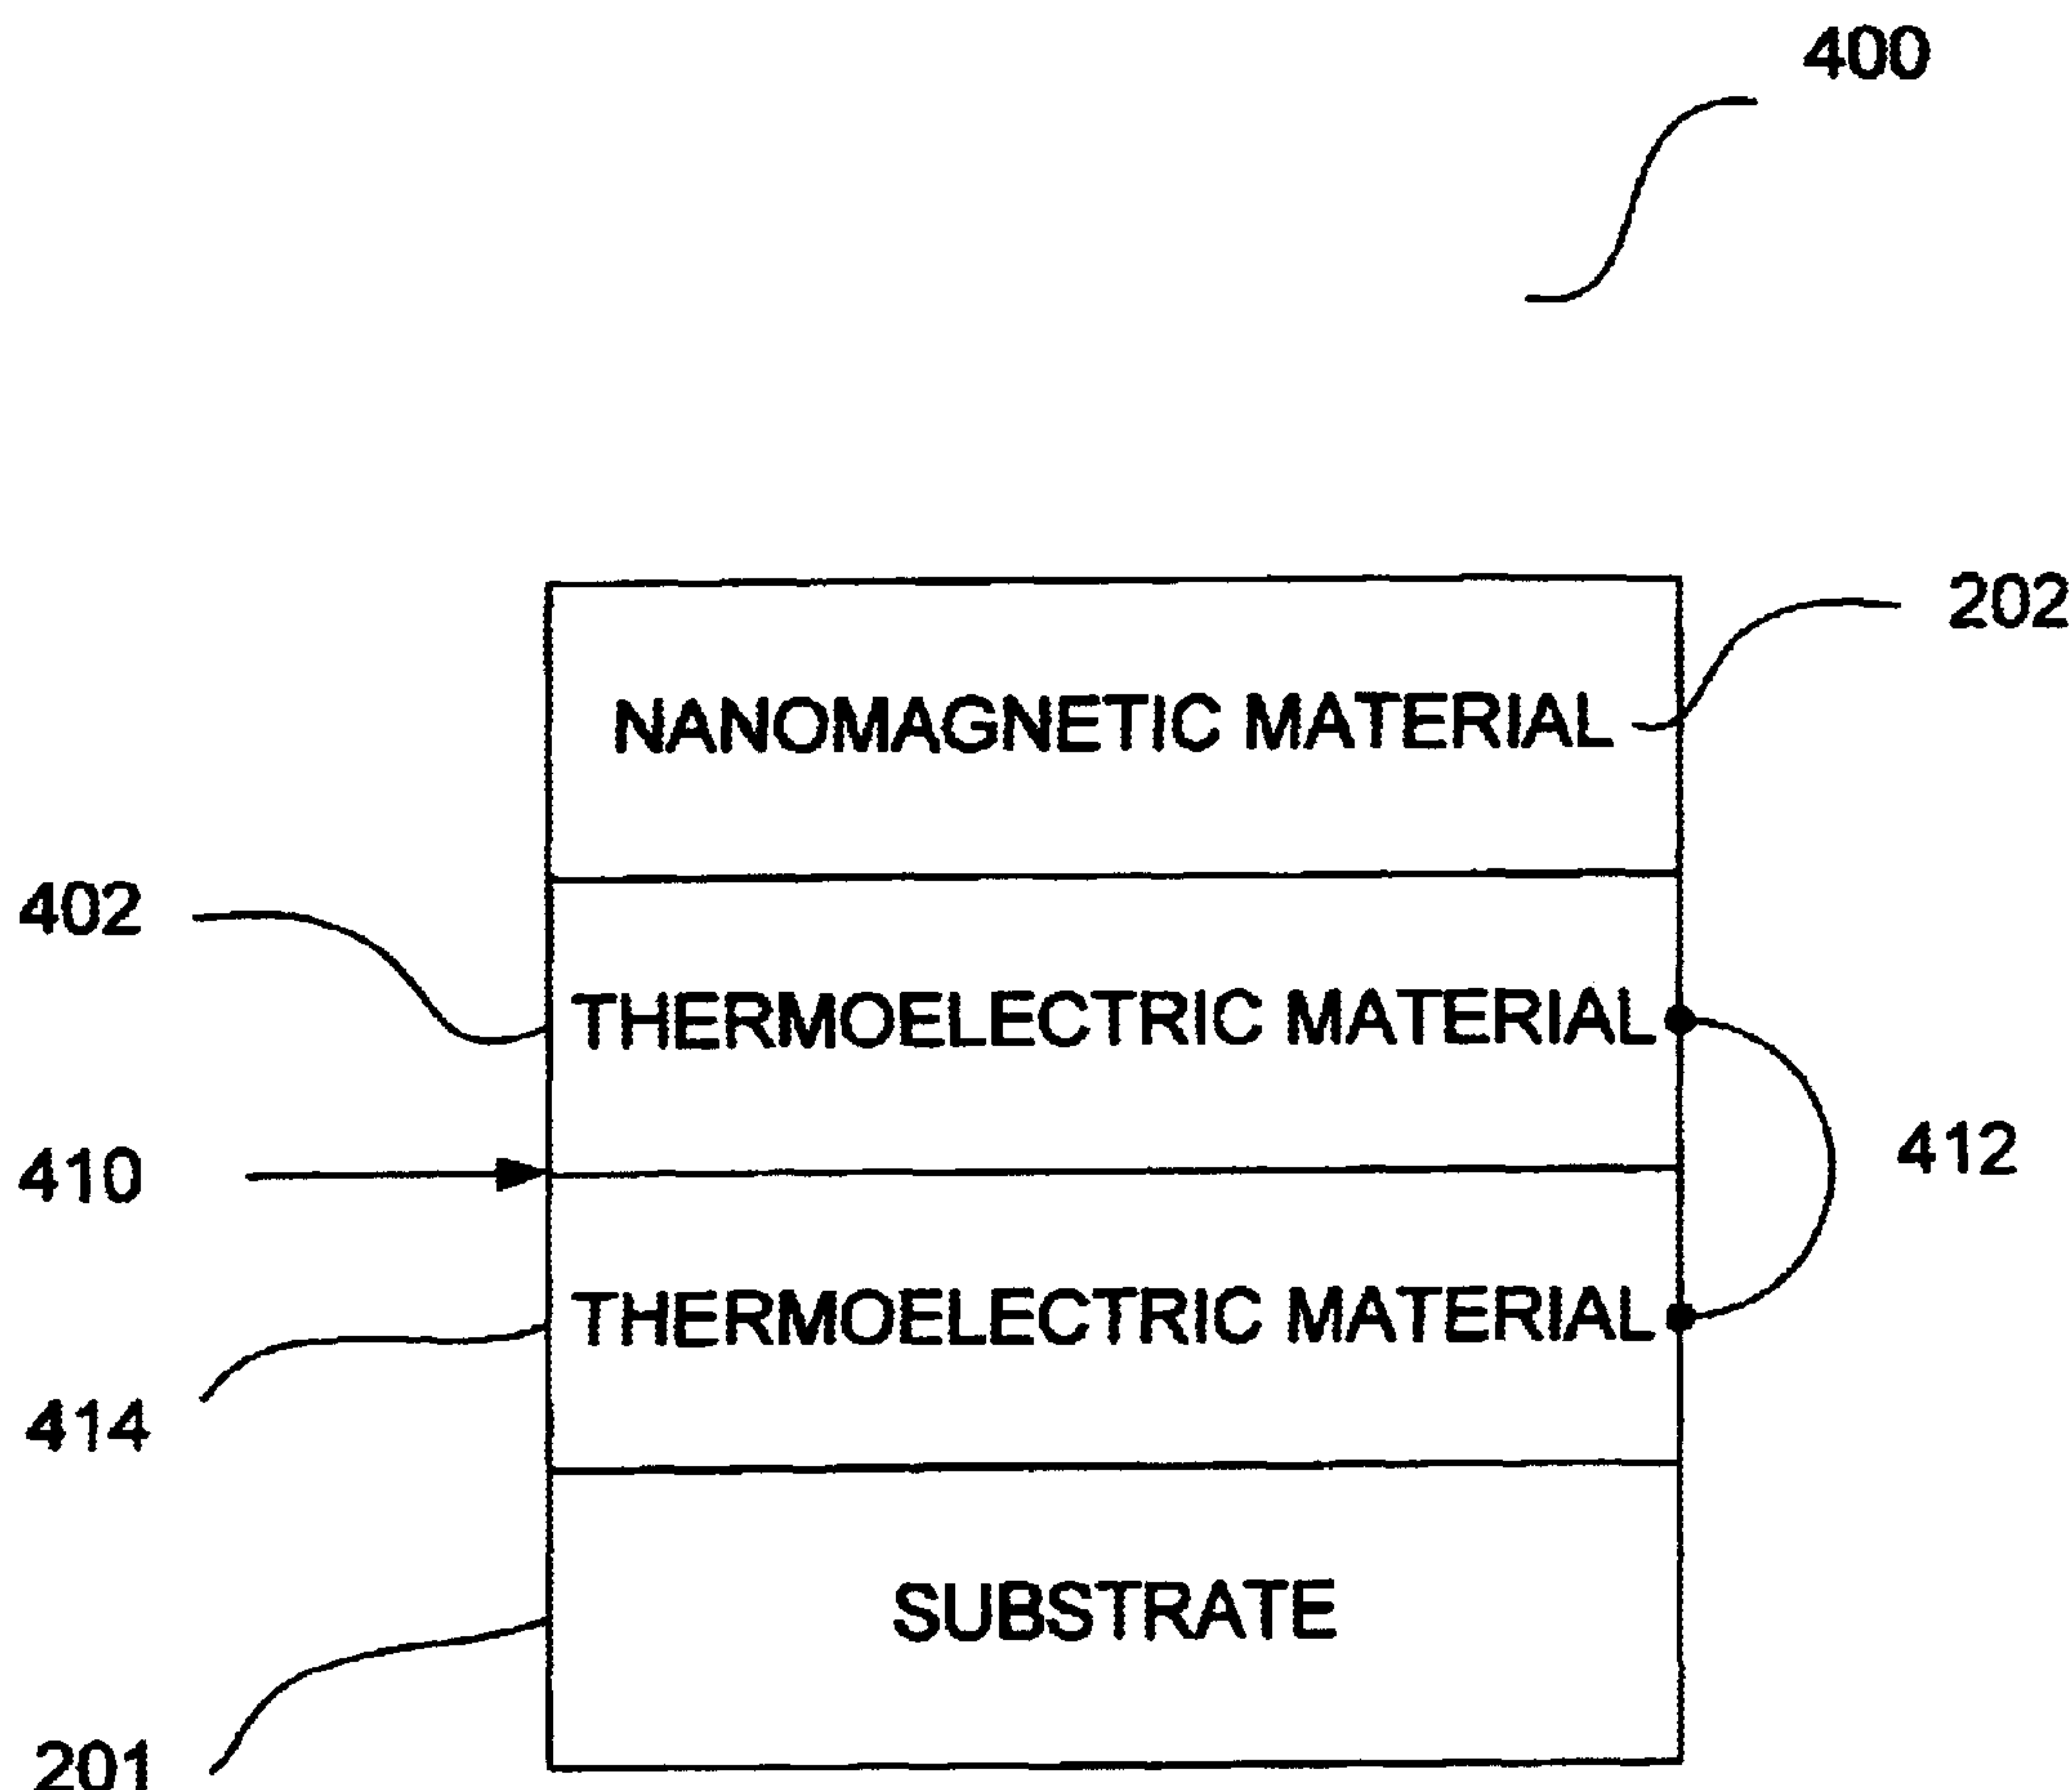 400
202
NANOMAGNETIC MATERIAL
402
THERMOELECTRIC MATERIAL
410
412
THERMOELECTRIC MATERIAL
414
SUBSTRATE
201